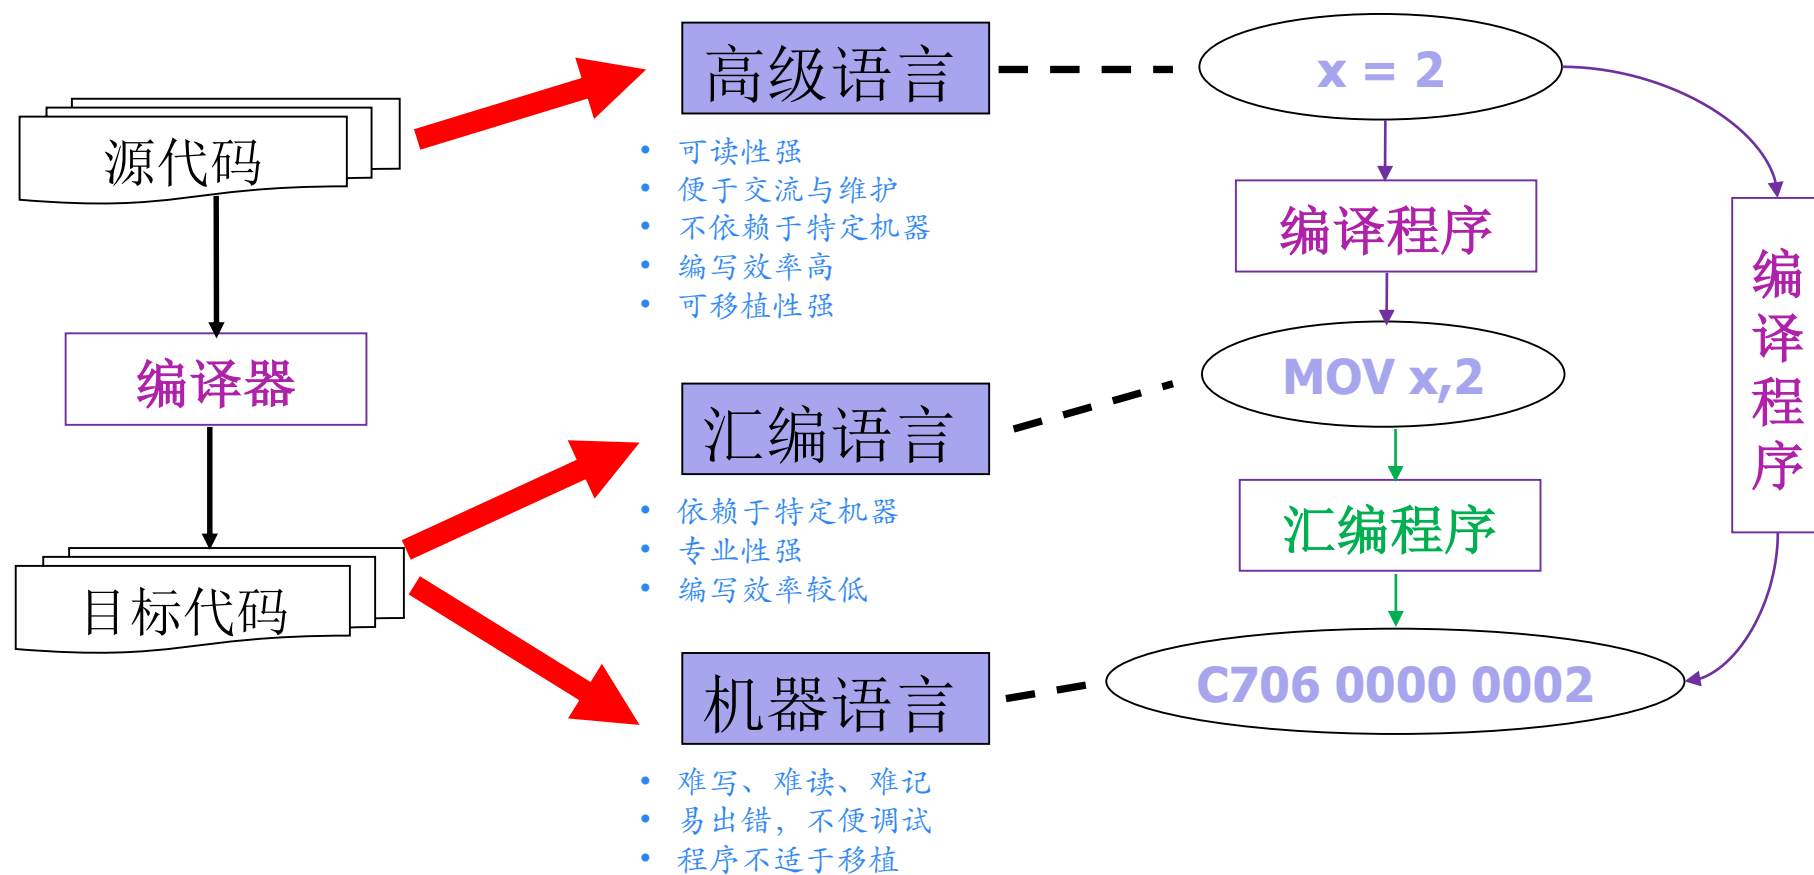 源代码
编译器
目标代码
高级语言
• 可读性强
• 便于交流与维护
• 不依赖于特定机器
• 编写效率高
• 可移植性强
汇编语言
• 依赖于特定机器
• 专业性强
• 编写效率较低
机器语言
• 难写、难读、难记
• 易出错，不便调试
• 程序不适于移植
x = 2
编译程序
MOV x,2
汇编程序
C706 0000 0002
编译程序